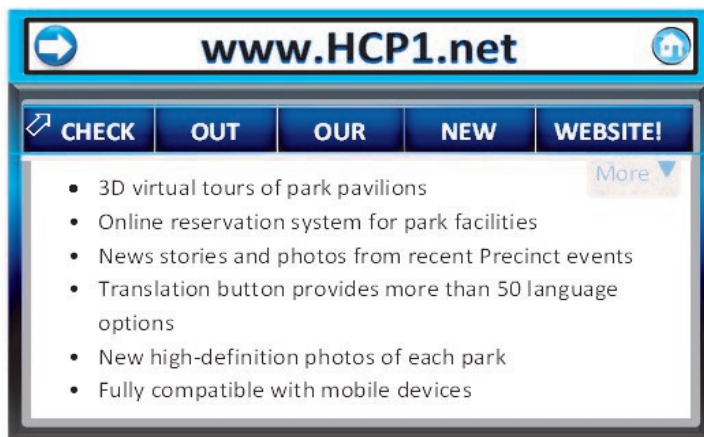 www.HCP1.net
CHECK OUT OUR NEW WEBSITE!
More ▼
• 3D virtual tours of park pavilions
• Online reservation system for park facilities
• News stories and photos from recent Precinct events
• Translation button provides more than 50 language
options
• New high-definition photos of each park
• Fully compatible with mobile devices